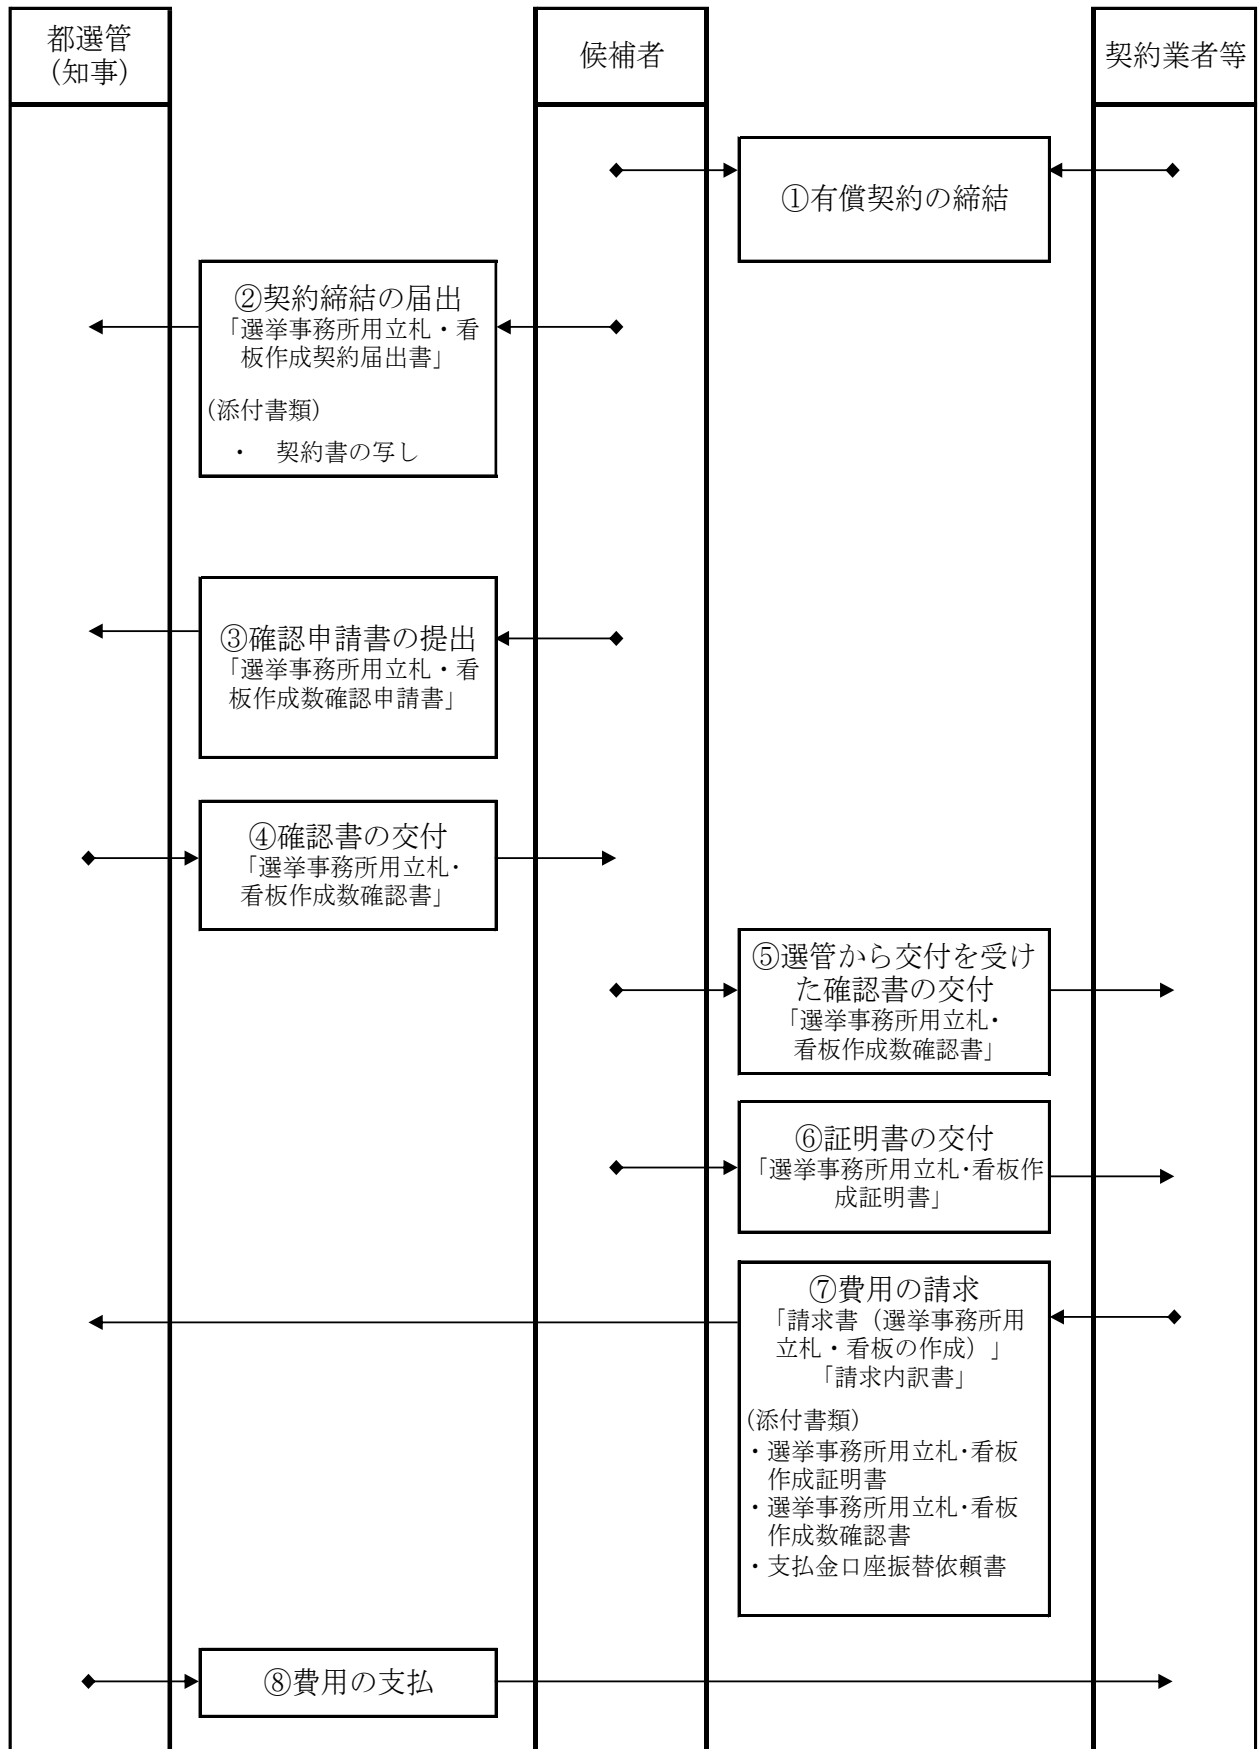 都選管
(知事)
候補者
契約業者等
①有償契約の締結
②契約締結の届出
「選挙事務所用立札・看
板作成契約届出書」
(添付書類)
・　契約書の写し
③確認申請書の提出
「選挙事務所用立札・看
板作成数確認申請書」
④確認書の交付
「選挙事務所用立札・
看板作成数確認書」
⑤選管から交付を受け
た確認書の交付
「選挙事務所用立札・
看板作成数確認書」
⑥証明書の交付
「選挙事務所用立札・看板作
成証明書」
⑦費用の請求
「請求書（選挙事務所用
立札・看板の作成）」
「請求内訳書」
(添付書類)
・選挙事務所用立札・看板
作成証明書
・選挙事務所用立札・看板
作成数確認書
・支払金口座振替依頼書
⑧費用の支払